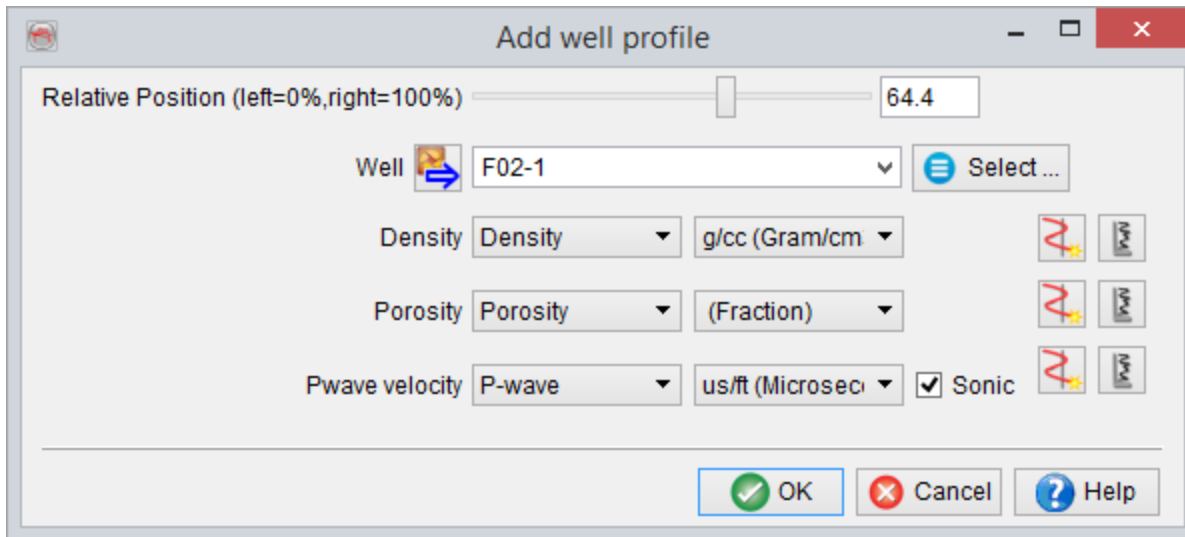 Add well profile
Relative Position (left=0%,right=100%) 64.4
Well F02-1 Select ...
Density Density g/cc (Gram/cm
Porosity Porosity (Fraction)
Pwave velocity P-wave us/ft (Microsec Sonic
OK Cancel Help